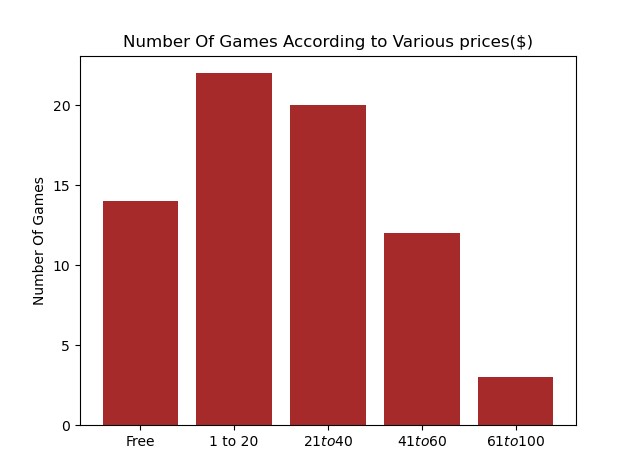 Number Of Games According to Various prices($)
Number Of Games
20
15
10
5
0
Free
1 to 20
21to40
41to60
61to100